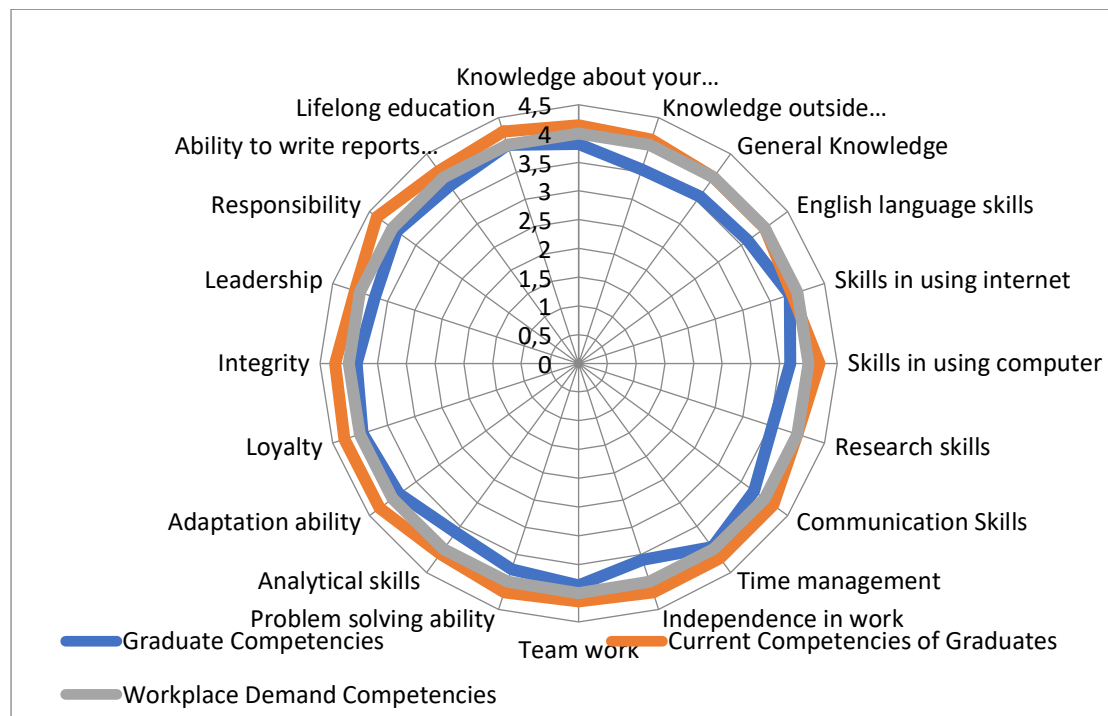 Knowledge about your…
Knowledge outside…
General Knowledge
English language skills
Skills in using internet
Skills in using computer
Research skills
Communication Skills
Time management
Independence in work
Team work
Problem solving ability
Analytical skills
Adaptation ability
Loyalty
Integrity
Leadership
Responsibility
Ability to write reports…
Lifelong education
4,5
4
3,5
3
2,5
2
1,5
1
0,5
0
Graduate Competencies
Current Competencies of Graduates
Workplace Demand Competencies